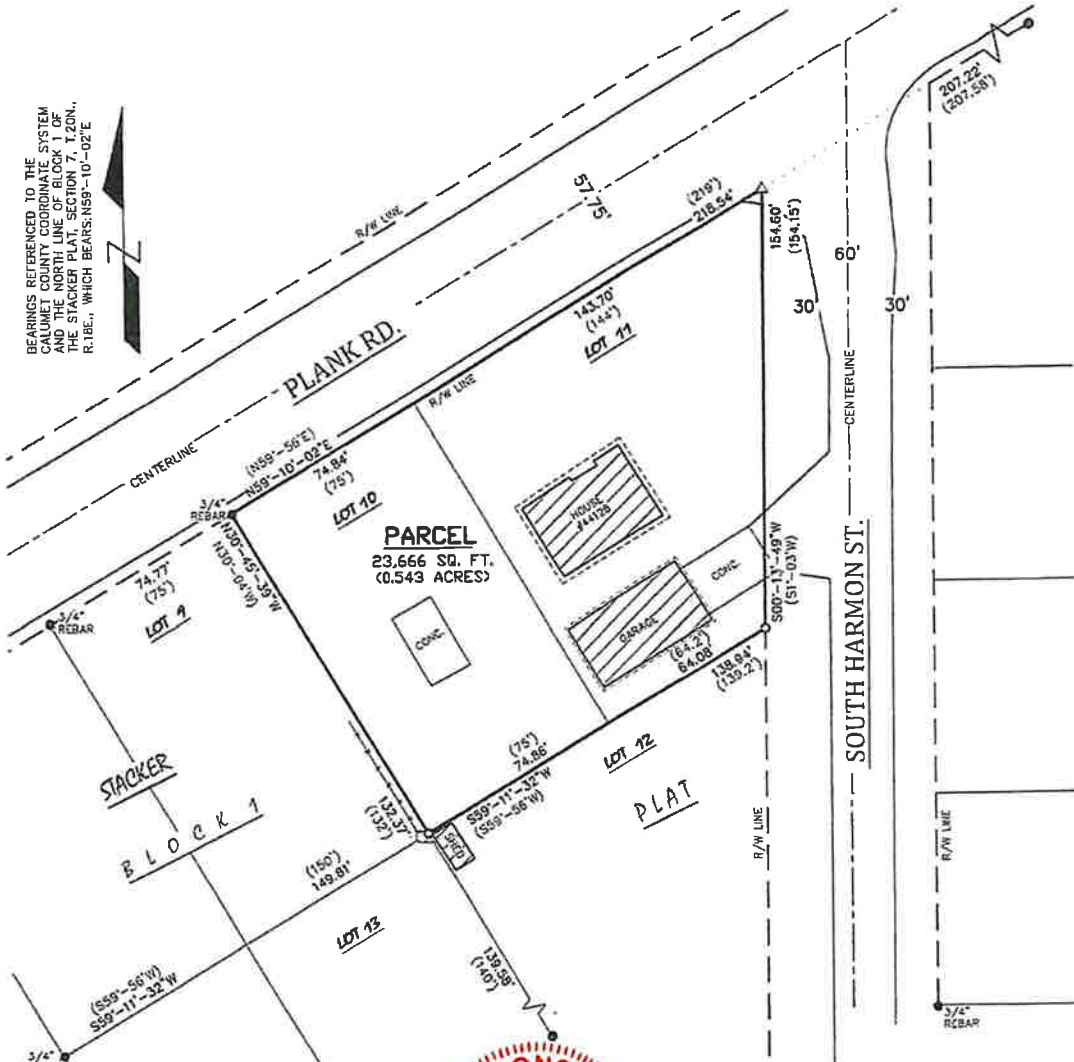 BEARINGS REFERENCED TO THE
CALUMET COUNTY COORDINATE SYSTEM
AND THE NORTH LINE OF BLOCK 1 OF
THE STACKER PLAT, SECTION 7, T.20N.,
R.18E., WHICH BEARS: N59°-10'-02"E
207.22'
(207.58')
R/W LINE
57.75'
(219')
218.54'
154.60'
(154.15')
60'
30'
30'
143.70'
(144')
LOT 11
PLANK RD.
R/W LINE
CENTERLINE
CENTERLINE
(N59°-56'E)
N59°-10'-02"E
74.84'
(75')
LOT 10
3/4"
REBAR
N30°-45'-39"W
N30°-04'W)
PARCEL
23,666 SQ. FT.
(0.543 ACRES)
HOUSE
CONC.
GARAGE
CONC.
74.77'
(75')
LOT 9
3/4"
REBAR
S00°-13'-49"W
(S1°-03'W)
(64.2')
64.08'
138.94'
(139.2')
SOUTH HARMON ST.
(75')
74.86'
LOT 12
S59°-11'-32"W
(S59°-56'W)
PLAT
STACKER
BLOCK 1
132.37'
(132')
SHED
R/W LINE
R/W LINE
(150')
149.81'
LOT 13
139.58'
(140')
(S59°-56'W)
S59°-11'-32"W
3/4"
3/4"
REBAR